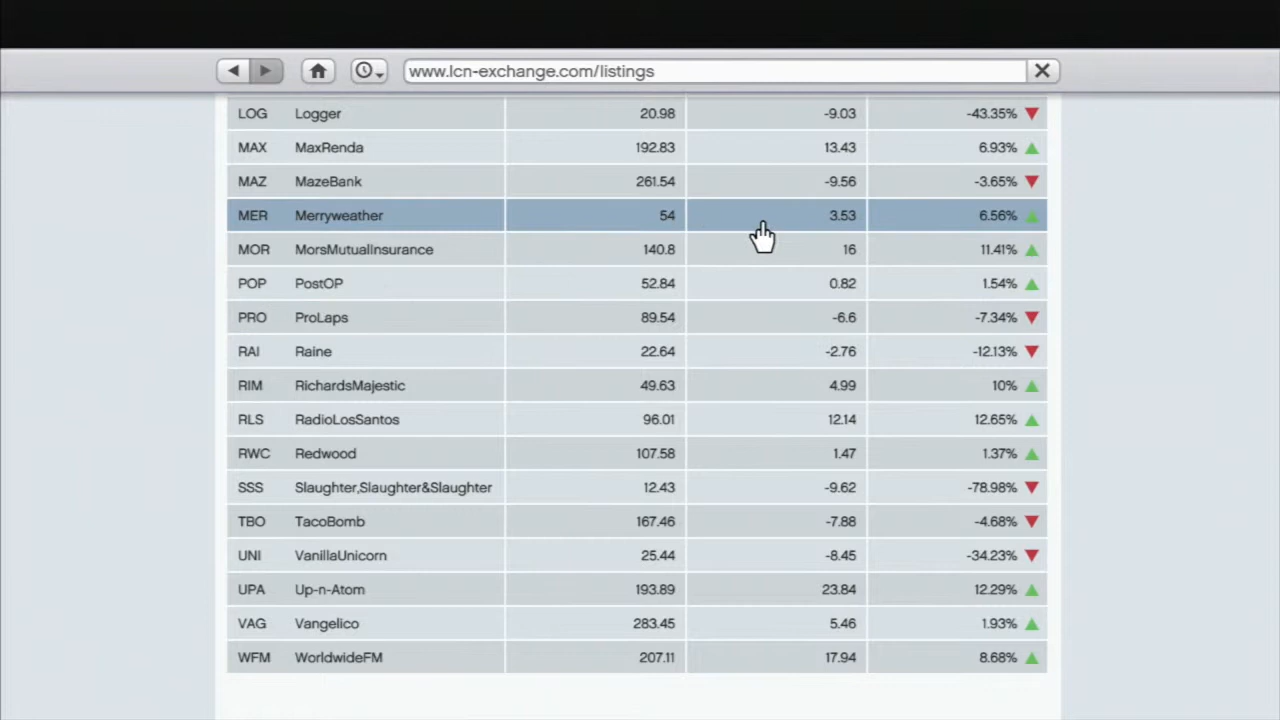 www.lcn-exchange.com/listings
LOG Logger 20.98 -9.03 -43.35%
MAX MaxRenda 192.83 13.43 6.93%
MAZ MazeBank 261.54 -9.56 -3.65%
MER Merryweather 54 3.53 6.56%
MOR MorsMutualInsurance 140.8 16 11.41%
POP PostOP 52.84 0.82 1.54%
PRO ProLaps 89.54 -6.6 -7.34%
RAI Raine 22.64 -2.76 -12.13%
RIM RichardsMajestic 49.63 4.99 10%
RLS RadioLosSantos 96.01 12.14 12.65%
RWC Redwood 107.58 1.47 1.37%
SSS Slaughter,Slaughter&Slaughter 12.43 -9.62 -78.98%
TBO TacoBomb 167.46 -7.88 -4.68%
UNI VanillaUnicorn 25.44 -8.45 -34.23%
UPA Up-n-Atom 193.89 23.84 12.29%
VAG Vangelico 283.45 5.46 1.93%
WFM WorldwideFM 207.11 17.94 8.68%